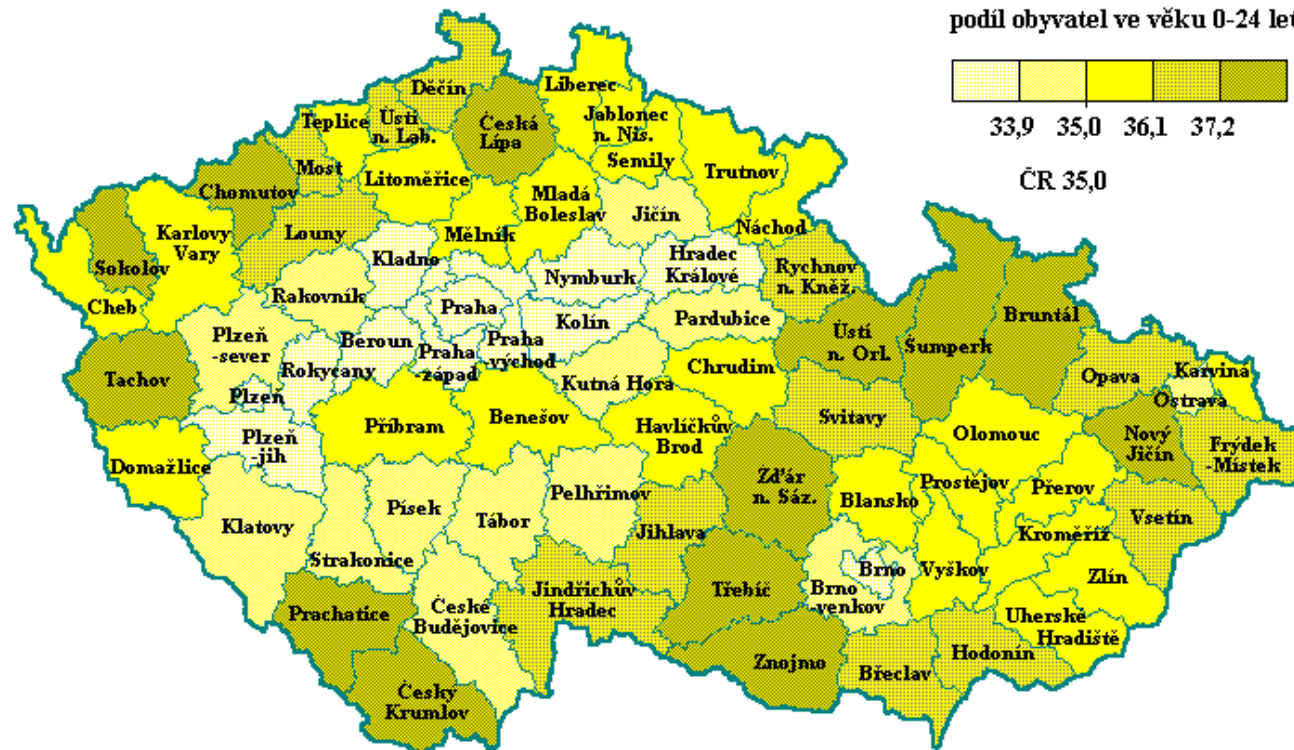 podíl obyvatel ve věku 0-24 let
33,9 35,0 36,1 37,2
ČR 35,0
Děčín
Liberec
Teplice
Ústí
n. Lab.
Česká
Lípa
Jablonec
n. Nis.
Semily
Most
Chomutov
Litoměřice
Trutnov
Mladá
Boleslav
Jičín
Náchod
Karlovy
Vary
Louny
Mělník
Sokolov
Kladno
Nymburk
Hradec
Králové
Rychnov
n. Kněž.
Cheb
Rakovník
Praha
Kolín
Pardubice
Ústí
n. Orl.
Šumperk
Bruntál
Plzeň
-sever
Beroun
Praha
-západ
Praha
-východ
Tachov
Rokycany
Kutná Hora
Chrudim
Opava
Karviná
Ostrava
Plzeň
Příbram
Benešov
Havlíčkův
Brod
Svitavy
Olomouc
Nový
Jičín
Frýdek
-Místek
Plzeň
-jih
Domažlice
Žďár
n. Sáz.
Prostějov
Přerov
Blansko
Klatovy
Písek
Tábor
Pelhřimov
Jihlava
Vsetín
Kroměříž
Strakonice
Brno
Vyškov
Zlín
Brno
-venkov
Třebíč
Jindřichův
Hradec
Prachatice
České
Budějovice
Uherské
Hradiště
Hodonín
Znojmo
Břeclav
Český
Krumlov